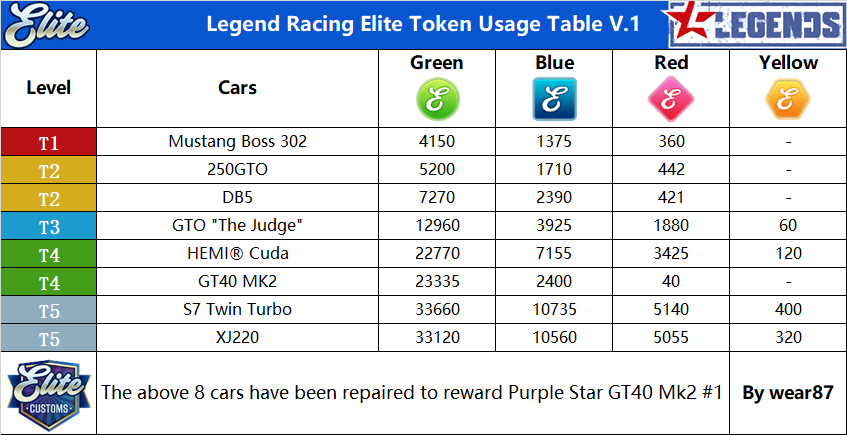 Elite Legend Racing Elite Token Usage Table V.1 LEGENDS
Level Cars Green Blue Red Yellow
E E E E
T1 Mustang Boss 302 4150 1375 360 -
T2 250GTO 5200 1710 442 -
T2 DB5 7270 2390 421 -
T3 GTO "The Judge" 12960 3925 1880 60
T4 HEMI® Cuda 22770 7155 3425 120
T4 GT40 MK2 23335 2400 40 -
T5 S7 Twin Turbo 33660 10735 5140 400
T5 XJ220 33120 10560 5055 320
Elite
CUSTOMS
The above 8 cars have been repaired to reward Purple Star GT40 Mk2 #1 By wear87